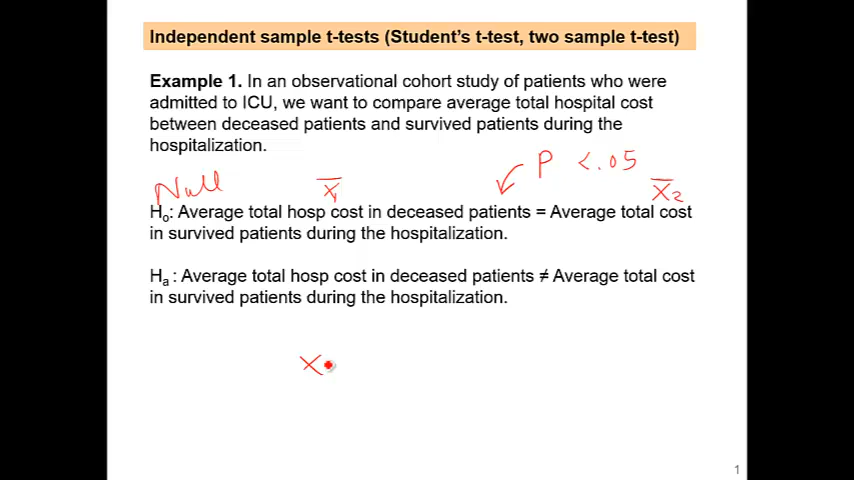 Independent sample t-tests (Student's t-test, two sample t-test)
Example 1. In an observational cohort study of patients who were
admitted to ICU, we want to compare average total hospital cost
between deceased patients and survived patients during the
hospitalization.
P <.05
Null X̅₁ X̅₂
H₀: Average total hosp cost in deceased patients = Average total cost
in survived patients during the hospitalization.
Hₐ : Average total hosp cost in deceased patients ≠ Average total cost
in survived patients during the hospitalization.
X
1